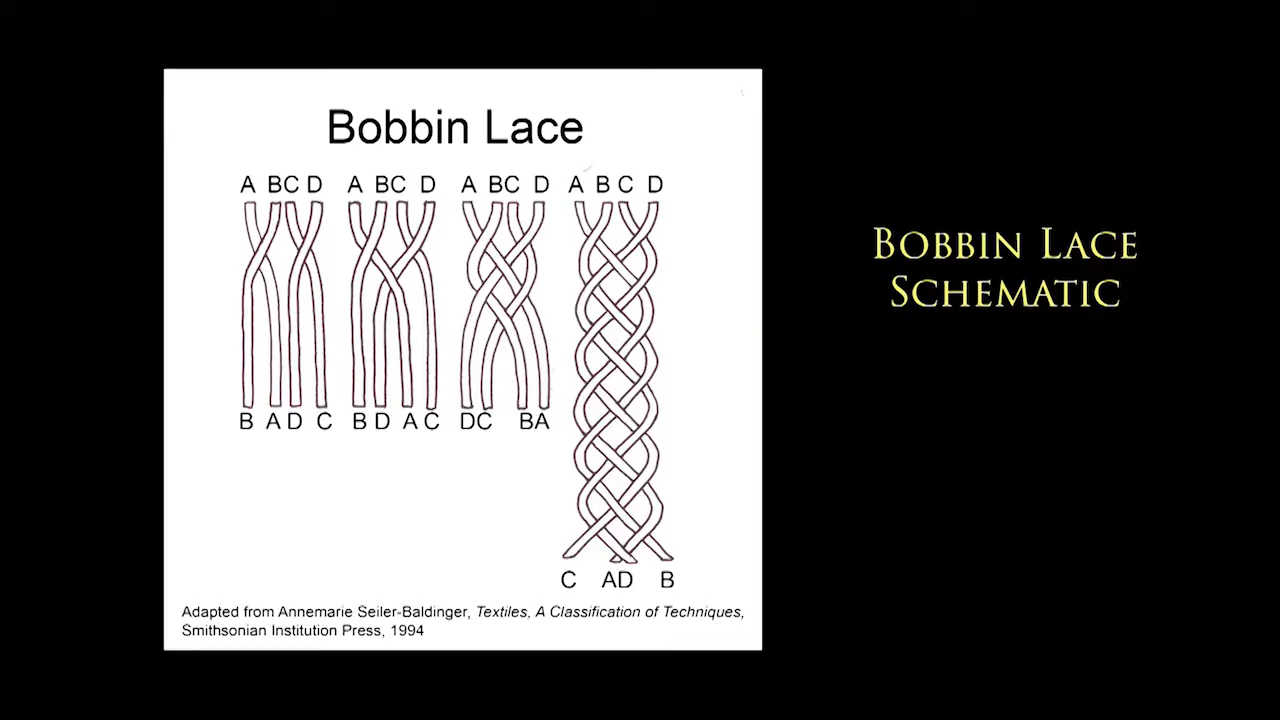 Bobbin Lace
A BC D A BC D A BC D A B C D
B A D C B D A C DC BA
C AD B
Adapted from Annemarie Seiler-Baldinger, Textiles, A Classification of Techniques,
Smithsonian Institution Press, 1994
Bobbin Lace
Schematic